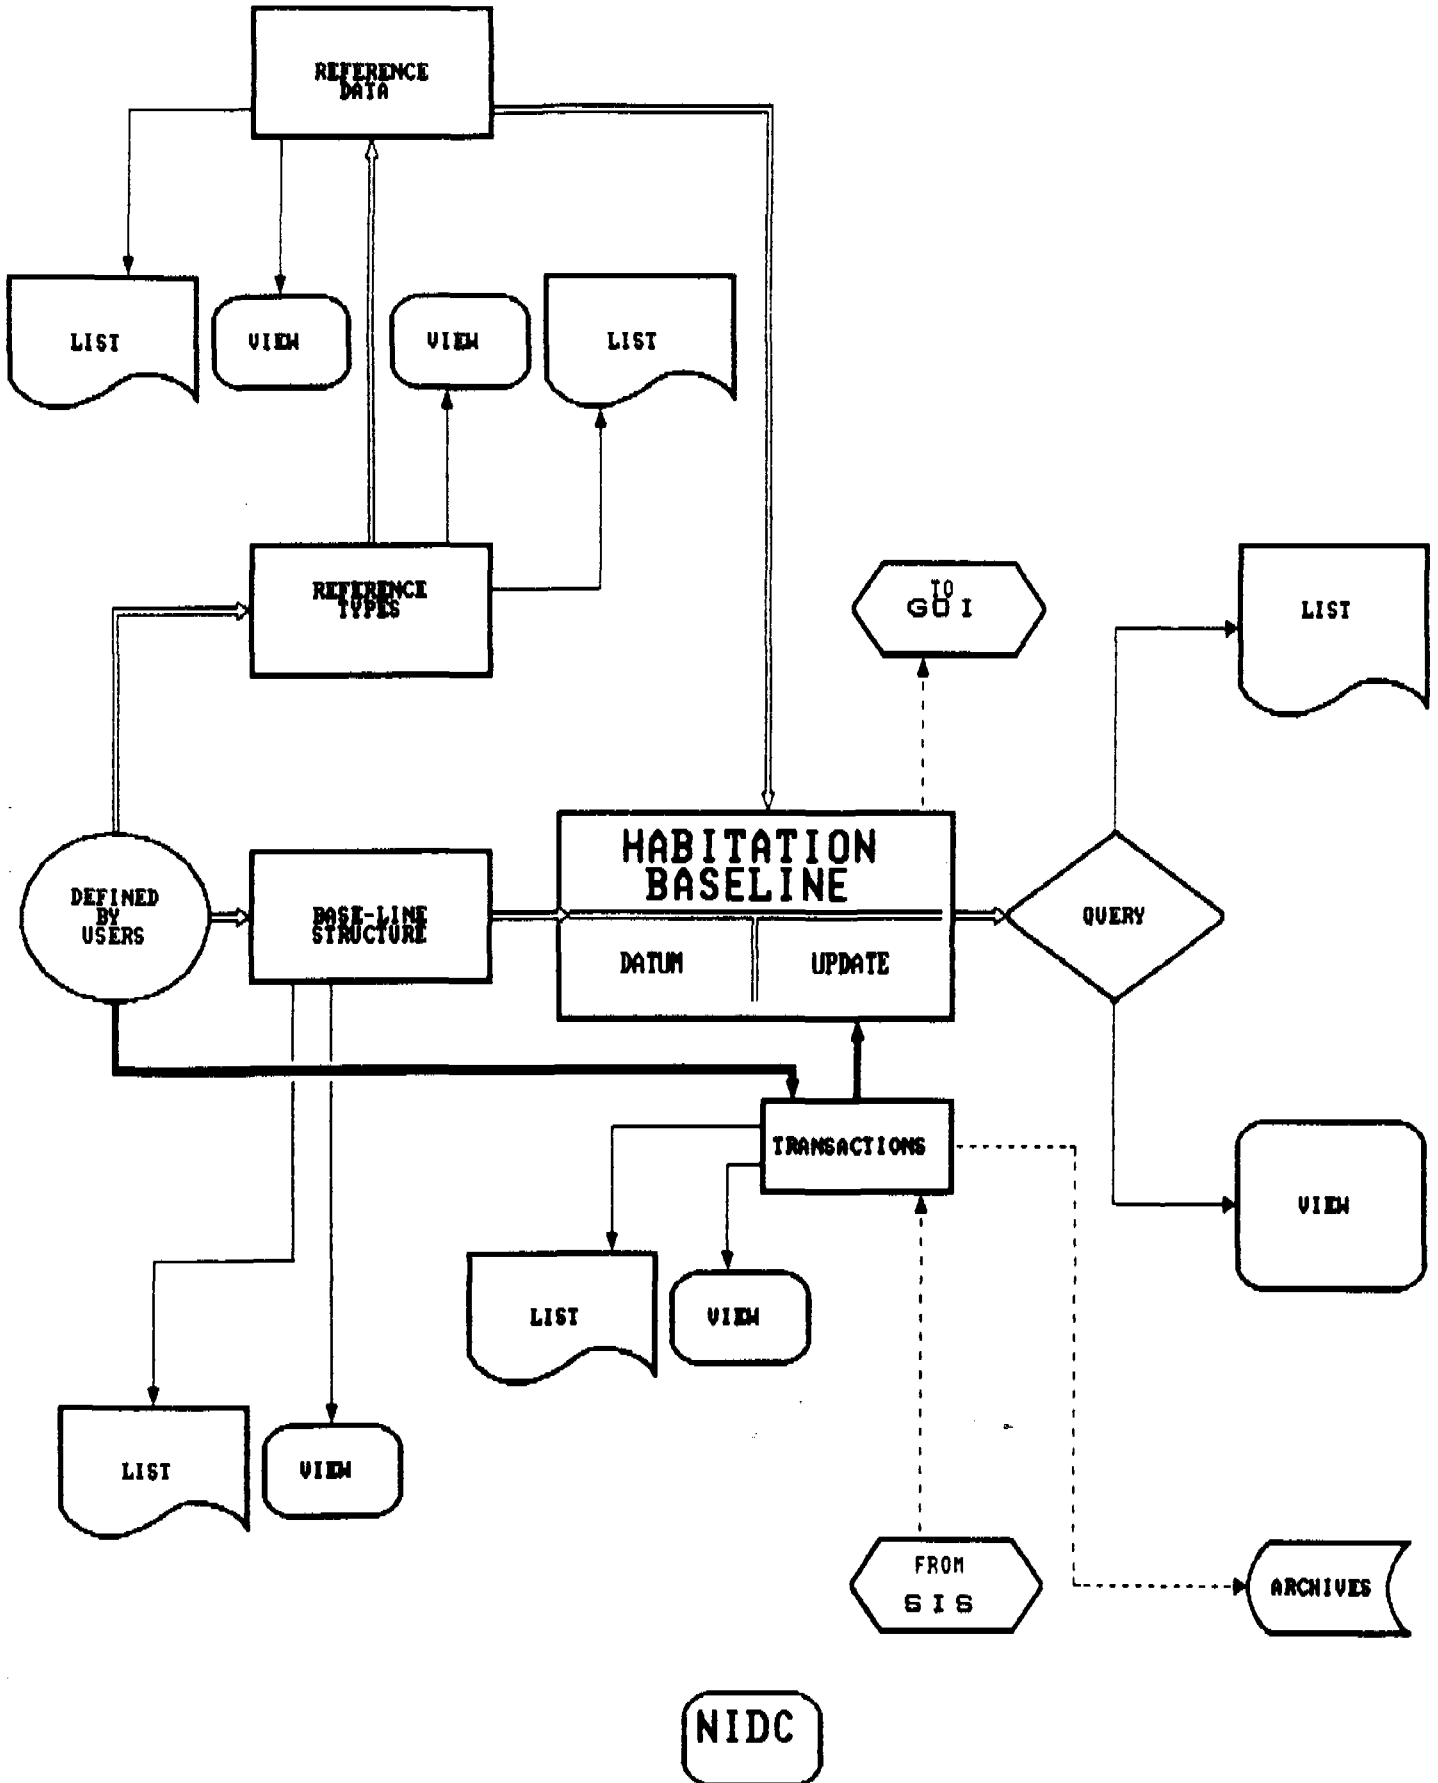 REFERENCE
DATA
LIST
VIEW
VIEW
LIST
REFERENCE
TYPES
TO
GOI
LIST
DEFINED
BY
USERS
BASE-LINE
STRUCTURE
HABITATION
BASELINE
DATUM
UPDATE
QUERY
TRANSACTIONS
VIEW
LIST
VIEW
LIST
VIEW
FROM
SIS
ARCHIVES
NIDC